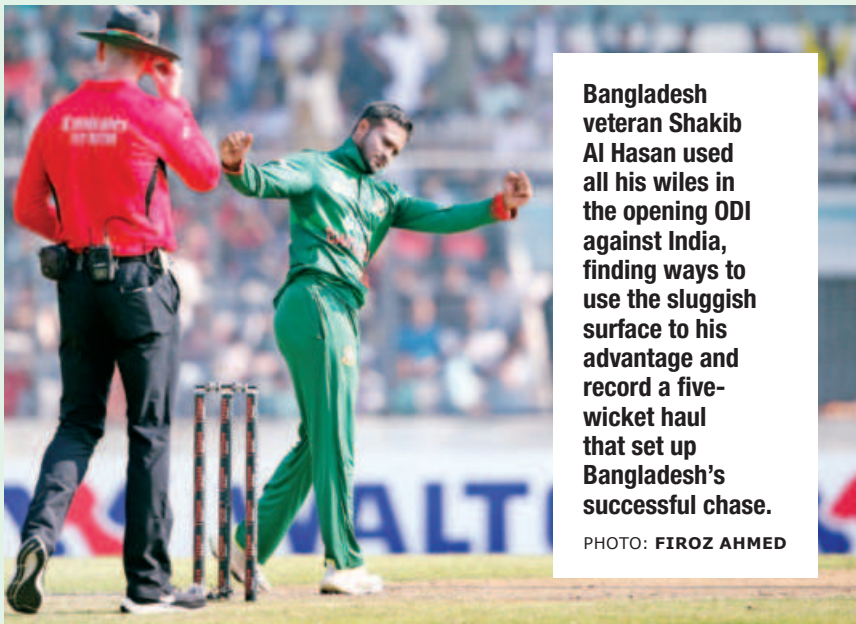 Emirates
Bangladesh
veteran Shakib
Al Hasan used
all his wiles in
the opening ODI
against India,
finding ways to
use the sluggish
surface to his
advantage and
record a five-
wicket haul
that set up
Bangladesh’s
successful chase.
PHOTO: FIROZ AHMED
WALT